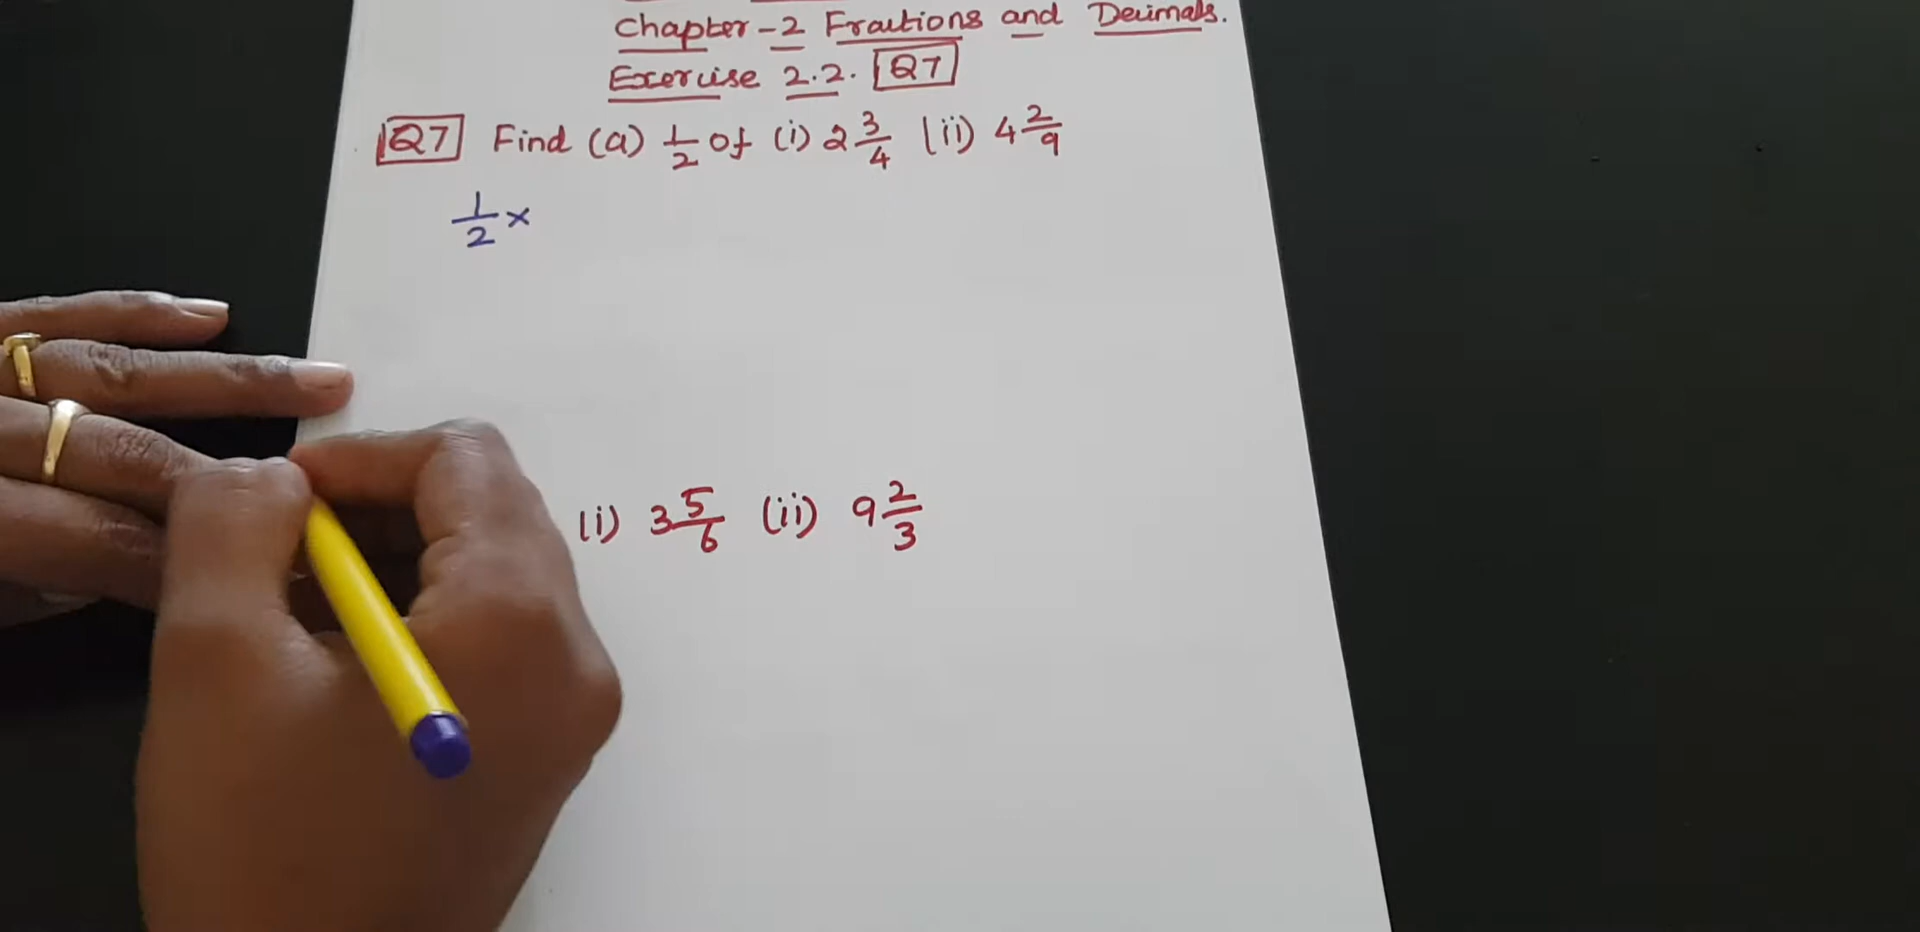 Chapter-2 Fractions and Decimals.
Exercise 2.2. Q7
Q7 Find (a) 1/2 of (i) 2 3/4 (ii) 4 2/9
1/2 ×
(i) 3 5/6 (ii) 9 2/3